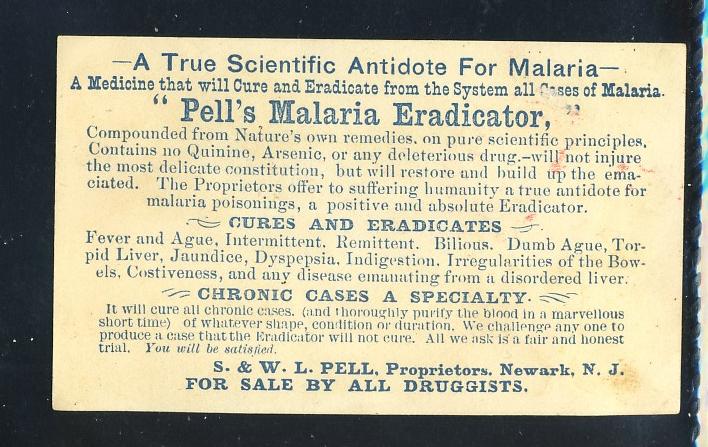 —A True Scientific Antidote For Malaria—
A Medicine that will Cure and Eradicate from the System all Cases of Malaria.
" Pell's Malaria Eradicator, "
Compounded from Nature's own remedies, on pure scientific principles.
Contains no Quinine, Arsenic, or any deleterious drug.-will not injure
the most delicate constitution, but will restore and build up the ema-
ciated. The Proprietors offer to suffering humanity a true antidote for
malaria poisonings, a positive and absolute Eradicator.
CURES AND ERADICATES
Fever and Ague, Intermittent, Remittent, Bilious, Dumb Ague, Tor-
pid Liver, Jaundice, Dyspepsia, Indigestion, Irregularities of the Bow-
els, Costiveness, and any disease emanating from a disordered liver.
CHRONIC CASES A SPECIALTY.
It will cure all chronic cases, (and thoroughly purify the blood in a marvellous
short time) of whatever shape, condition or duration. We challenge any one to
produce a case that the Eradicator will not cure. All we ask is a fair and honest
trial. You will be satisfied.
S. & W. L. PELL, Proprietors, Newark, N. J.
FOR SALE BY ALL DRUGGISTS.